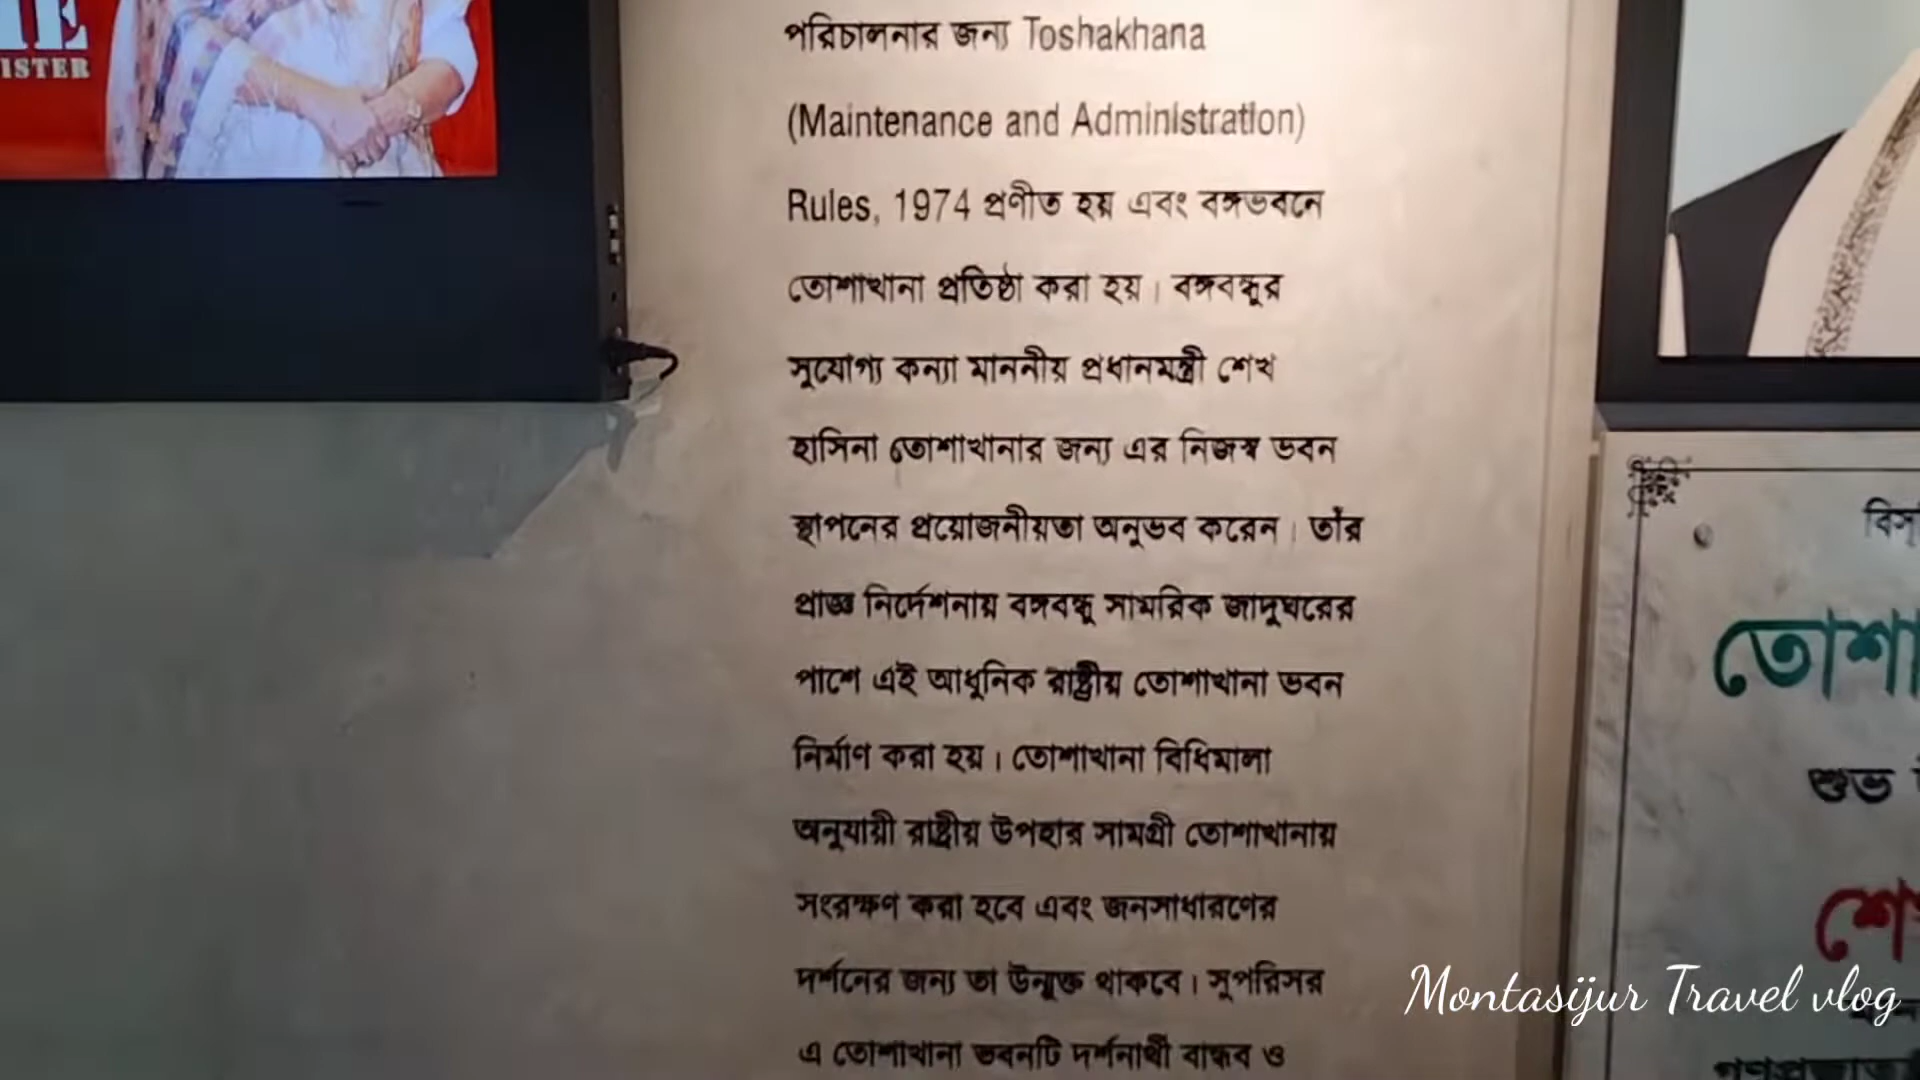 ISTER
পরিচালনার জন্য Toshakhana
(Maintenance and Administration)
Rules, 1974 প্রণীত হয় এবং বঙ্গভবনে
তোশাখানা প্রতিষ্ঠা করা হয়। বঙ্গবন্ধুর
সুযোগ্য কন্যা মাননীয় প্রধানমন্ত্রী শেখ
হাসিনা তোশাখানার জন্য এর নিজস্ব ভবন
স্থাপনের প্রয়োজনীয়তা অনুভব করেন। তাঁর
প্রাজ্ঞ নির্দেশনায় বঙ্গবন্ধু সামরিক জাদুঘরের
পাশে এই আধুনিক রাষ্ট্রীয় তোশাখানা ভবন
নির্মাণ করা হয়। তোশাখানা বিধিমালা
অনুযায়ী রাষ্ট্রীয় উপহার সামগ্রী তোশাখানায়
সংরক্ষণ করা হবে এবং জনসাধারণের
দর্শনের জন্য তা উন্মুক্ত থাকবে। সুপরিসর
এ তোশাখানা ভবনটি দর্শনার্থী বান্ধব ও
তোশা
শুভ
শে
Montasijur Travel vlog